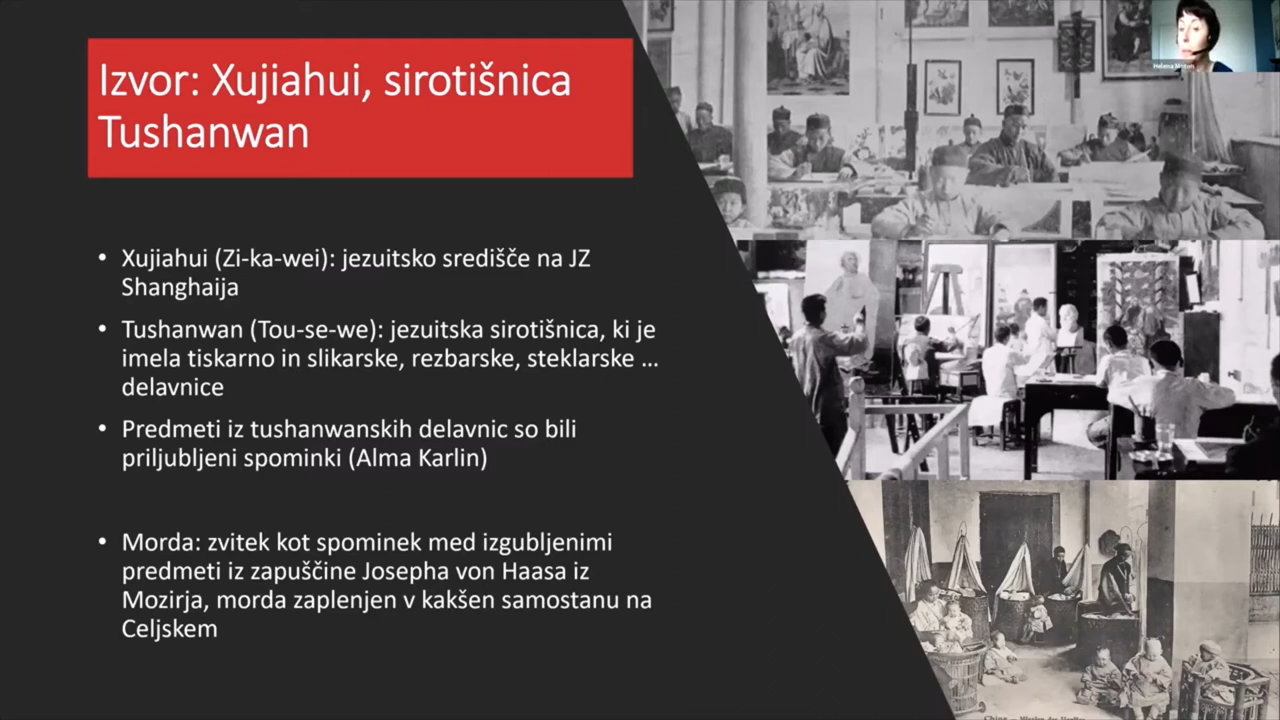 Izvor: Xujiahui, sirotišnica
Tushanwan
• Xujiahui (Zi-ka-wei): jezuitsko središče na JZ
Shanghaija
• Tushanwan (Tou-se-we): jezuitska sirotišnica, ki je
imela tiskarno in slikarske, rezbarske, steklarske ...
delavnice
• Predmeti iz tushanwanskih delavnic so bili
priljubljeni spominki (Alma Karlin)
• Morda: zvitek kot spominek med izgubljenimi
predmeti iz zapuščine Josepha von Haasa iz
Mozirja, morda zaplenjen v kakšen samostanu na
Celjskem
Helena